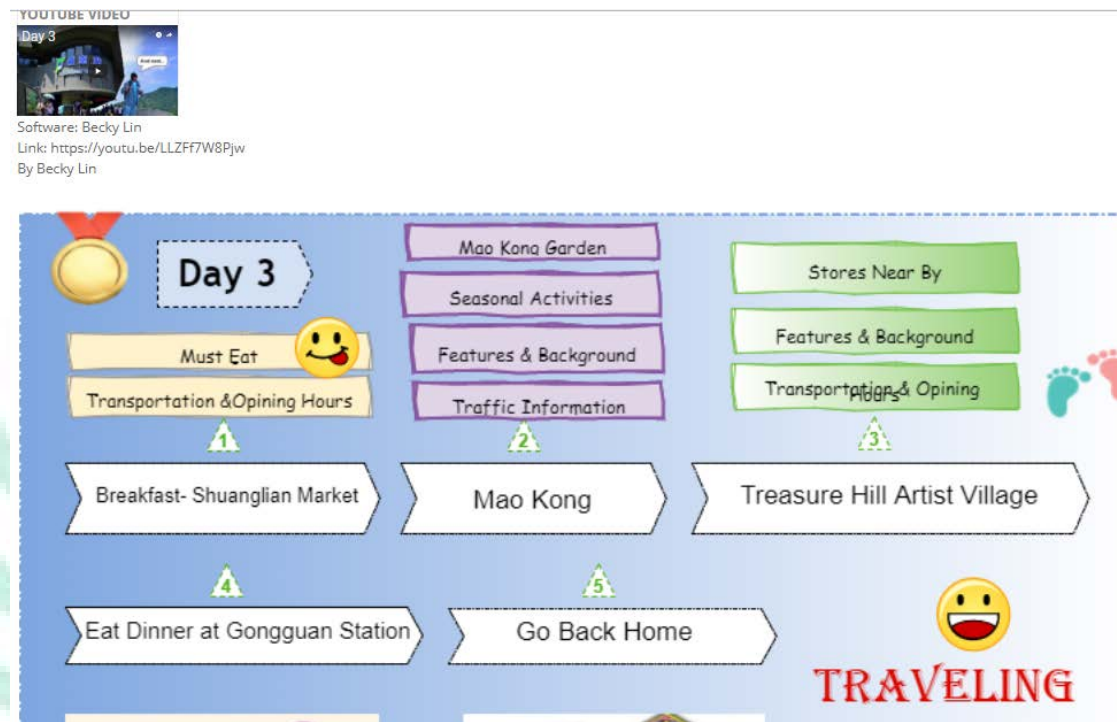 YOUTUBE VIDEO
Day 3
And next...
Software: Becky Lin
Link: https://youtu.be/LLZFf7W8Pjw
By Becky Lin
Day 3
Must Eat
Transportation &Opining Hours
Mao Kong Garden
Seasonal Activities
Features & Background
Traffic Information
Stores Near By
Features & Background
Transportation & Opining
Hours
1
2
3
Breakfast- Shuanglian Market
Mao Kong
Treasure Hill Artist Village
4
5
Eat Dinner at Gongguan Station
Go Back Home
TRAVELING